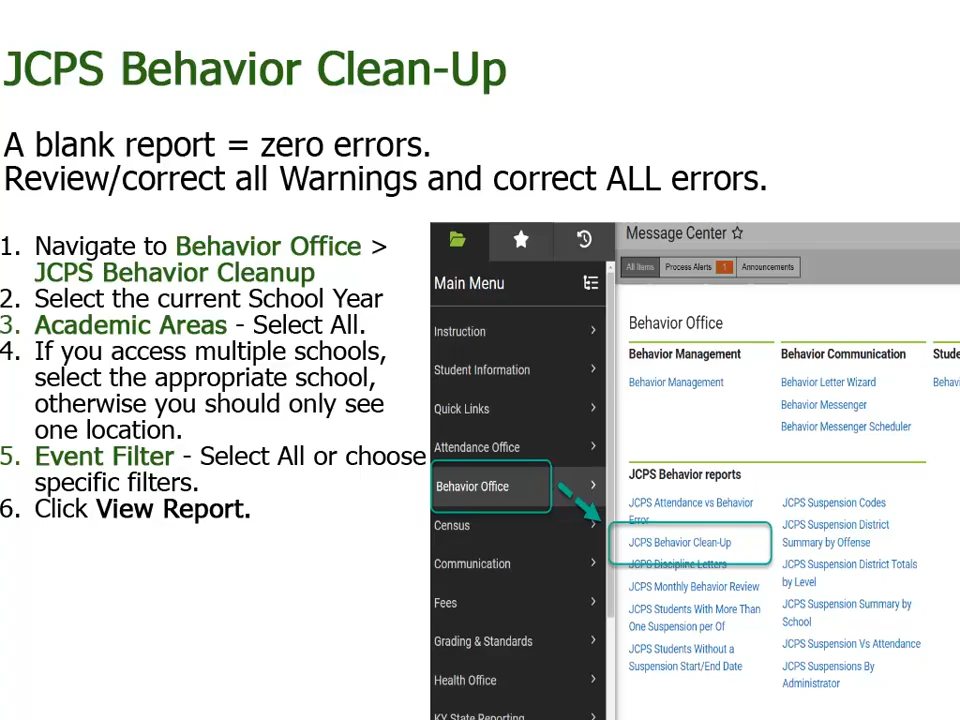 JCPS Behavior Clean-Up
A blank report = zero errors.
Review/correct all Warnings and correct ALL errors.
1. Navigate to Behavior Office >
JCPS Behavior Cleanup
2. Select the current School Year
3. Academic Areas - Select All.
4. If you access multiple schools,
select the appropriate school,
otherwise you should only see
one location.
5. Event Filter - Select All or choose
specific filters.
6. Click View Report.
Main Menu
Instruction
Student Information
Quick Links
Attendance Office
Behavior Office
Census
Communication
Fees
Grading & Standards
Health Office
KY State Reporting
Message Center
All Items
Process Alerts 1
Announcements
Behavior Office
Behavior Management
Behavior Management
Behavior Communication
Behavior Letter Wizard
Behavior Messenger
Behavior Messenger Scheduler
Stude
Behavi
JCPS Behavior reports
JCPS Attendance vs Behavior
Error
JCPS Behavior Clean-Up
JCPS Discipline Letters
JCPS Monthly Behavior Review
JCPS Students With More Than
One Suspension per Of
JCPS Students Without a
Suspension Start/End Date
JCPS Suspension Codes
JCPS Suspension District
Summary by Offense
JCPS Suspension District Totals
by Level
JCPS Suspension Summary by
School
JCPS Suspension Vs Attendance
JCPS Suspensions By
Administrator